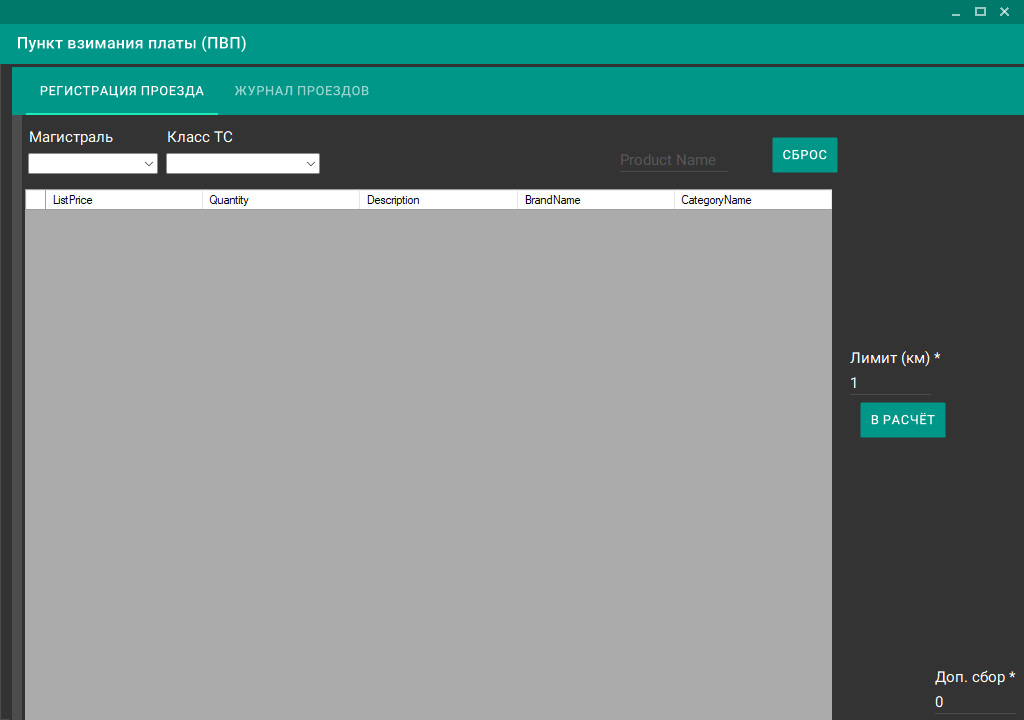 Пункт взимания платы (ПВП)
РЕГИСТРАЦИЯ ПРОЕЗДА ЖУРНАЛ ПРОЕЗДОВ
Магистраль Класс ТС
Product Name СБРОС
ListPrice Quantity Description BrandName CategoryName
Лимит (км) *
1
В РАСЧЁТ
Доп. сбор *
0